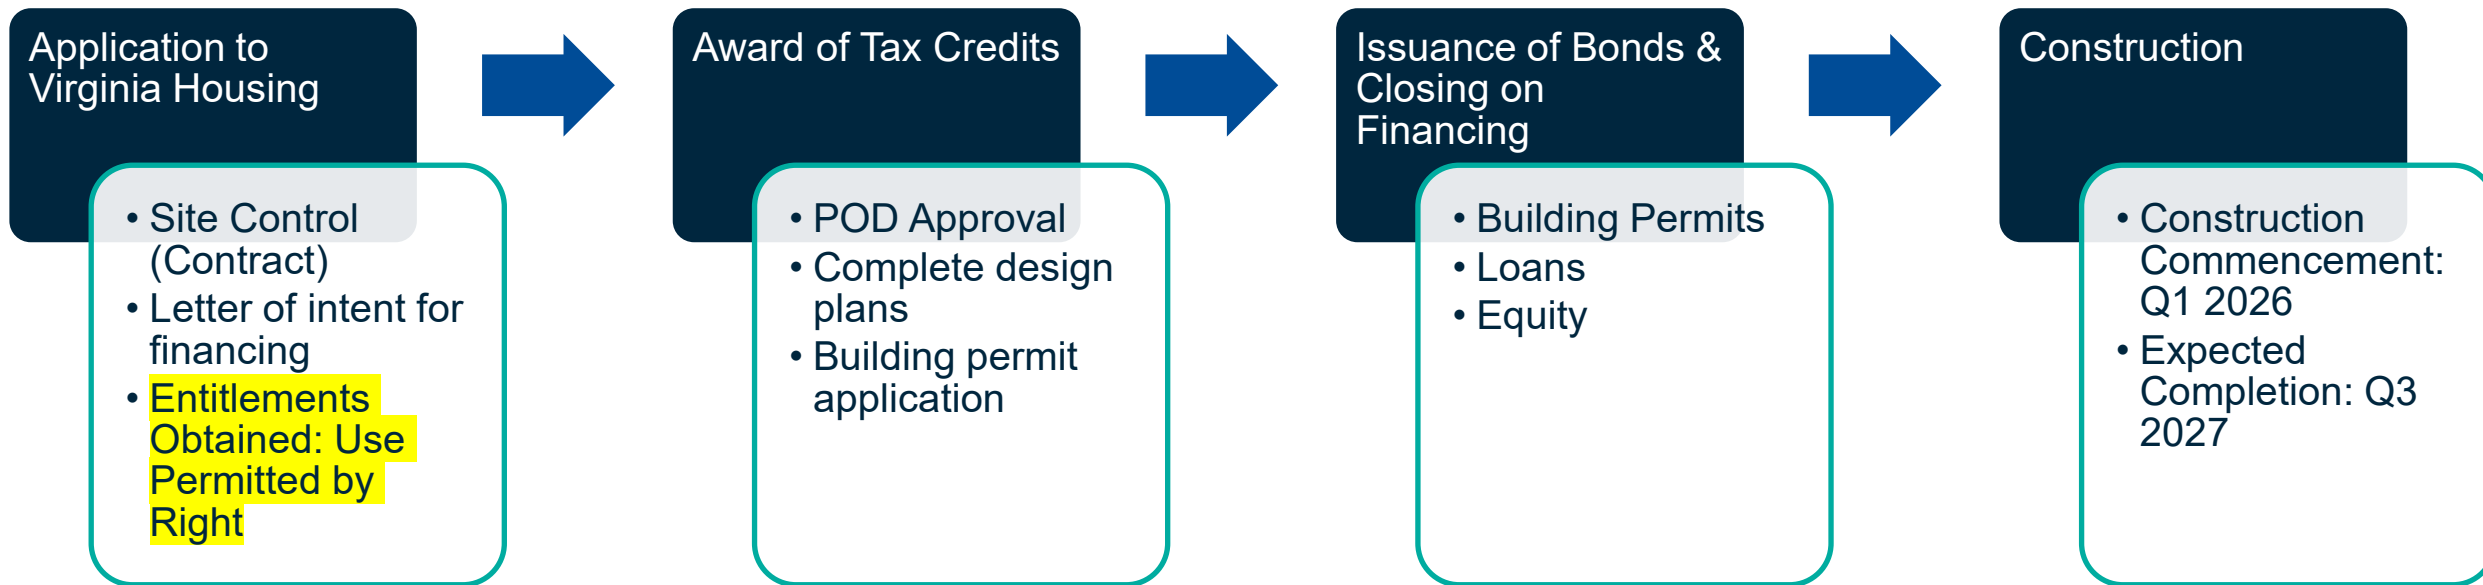 Application to
Virginia Housing
• Site Control
(Contract)
• Letter of intent for
financing
• Entitlements
Obtained: Use
Permitted by
Right
Award of Tax Credits
• POD Approval
• Complete design
plans
• Building permit
application
Issuance of Bonds &
Closing on
Financing
• Building Permits
• Loans
• Equity
Construction
• Construction
Commencement:
Q1 2026
• Expected
Completion: Q3
2027